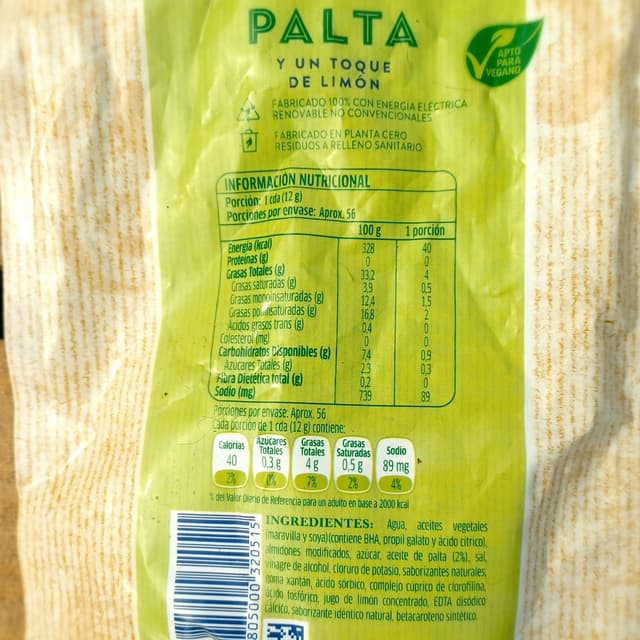 PALTA
Y UN TOQUE
DE LIMÓN
APTO
PARA
VEGANO
FABRICADO 100% CON ENERGÍA ELÉCTRICA
RENOVABLE NO CONVENCIONALES
FABRICADO EN PLANTA CERO
RESIDUOS A RELLENO SANITARIO
INFORMACIÓN NUTRICIONAL
Porción: 1 cda (12 g)
Porciones por envase: Aprox. 56
100 g 1 porción
Energía (kcal) 328 40
Proteínas (g) 0 0
Grasas Totales (g) 33,2 4
Grasas saturadas (g) 3,9 0,5
Grasas monoinsaturadas (g) 12,4 1,5
Grasas poliinsaturadas (g) 16,8 2
Ácidos grasos trans (g) 0,4 0
Colesterol (mg) 0 0
Carbohidratos Disponibles (g) 7,4 0,9
Azúcares Totales (g) 2,3 0,3
Fibra Dietética total (g) 0,2 0
Sodio (mg) 739 89
Porciones por envase: Aprox. 56
Cada porción de 1 cda (12 g) contiene:
Calorías 40 2%
Azúcares Totales 0,3 g
Grasas Totales 4 g 7%
Grasas Saturadas 0,5 g 2%
Sodio 89 mg 4%
% del Valor Diario de Referencia para un adulto en base a 2000 kcal
INGREDIENTES: Agua, aceites vegetales
(maravilla y soya)(contiene BHA, propil galato y ácido cítrico),
almidones modificados, azúcar, aceite de palta (2%), sal,
vinagre de alcohol, cloruro de potasio, saborizantes naturales,
goma xantán, ácido sórbico, complejo cúprico de clorofilina,
ácido fosfórico, jugo de limón concentrado, EDTA disódico
cálcico, saborizante idéntico natural, betacaroteno sintético.
805000 320515